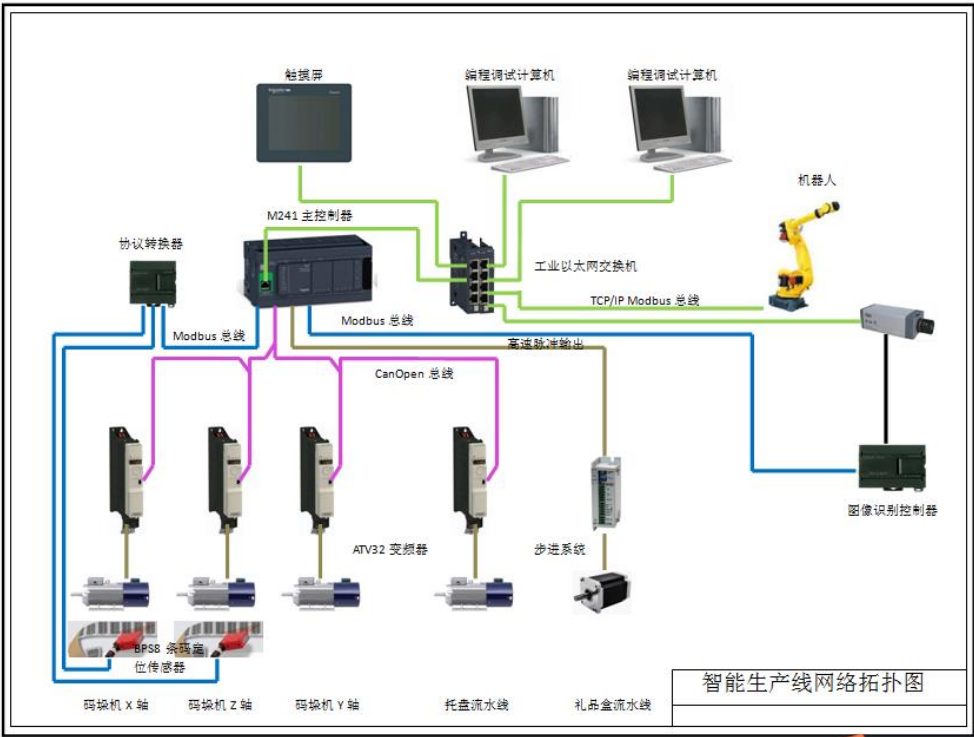 触摸屏
编程调试计算机
编程调试计算机
机器人
M241 主控制器
协议转换器
工业以太网交换机
TCP/IP Modbus 总线
Modbus 总线
Modbus 总线
高速脉冲输出
CanOpen 总线
图像识别控制器
ATV32 变频器
步进系统
BPS8 条码定
位传感器
码垛机 X 轴
码垛机 Z 轴
码垛机 Y 轴
托盘流水线
礼品盒流水线
智能生产线网络拓扑图